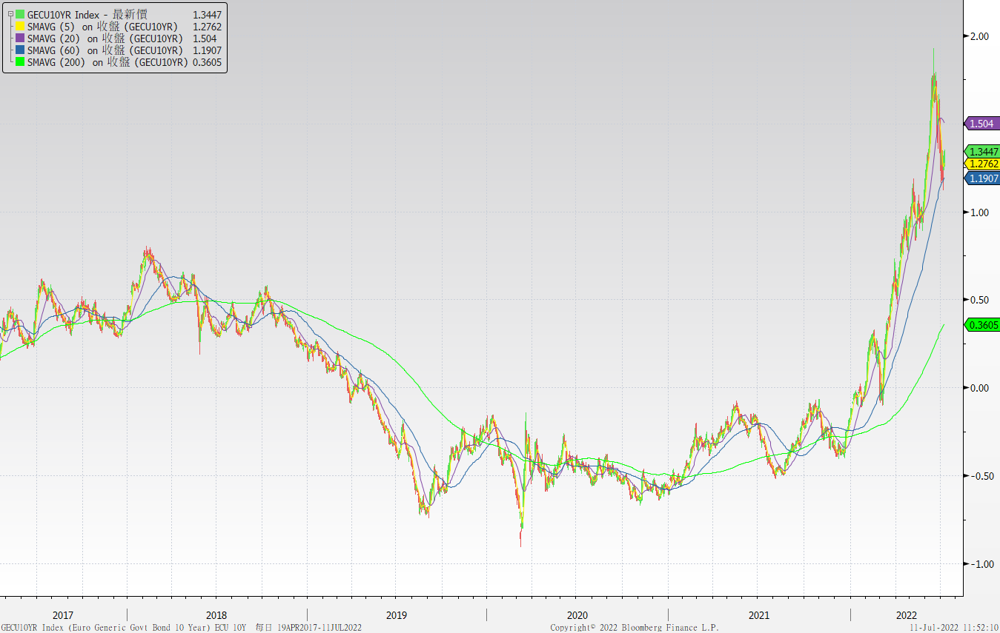 GECU10YR Index - 最新價 1.3447
SMAVG (5) on 收盤 (GECU10YR) 1.2762
SMAVG (20) on 收盤 (GECU10YR) 1.504
SMAVG (60) on 收盤 (GECU10YR) 1.1907
SMAVG (200) on 收盤 (GECU10YR) 0.3605
2.00
1.504
1.3447
1.2762
1.1907
1.00
0.50
0.3605
0.00
-0.50
-1.00
2017 2018 2019 2020 2021 2022
GECU10YR Index (Euro Generic Govt Bond 10 Year) ECU 10Y 每日 19APR2017-11JUL2022 Copyright© 2022 Bloomberg Finance L.P. 11-Jul-2022 11:52:10